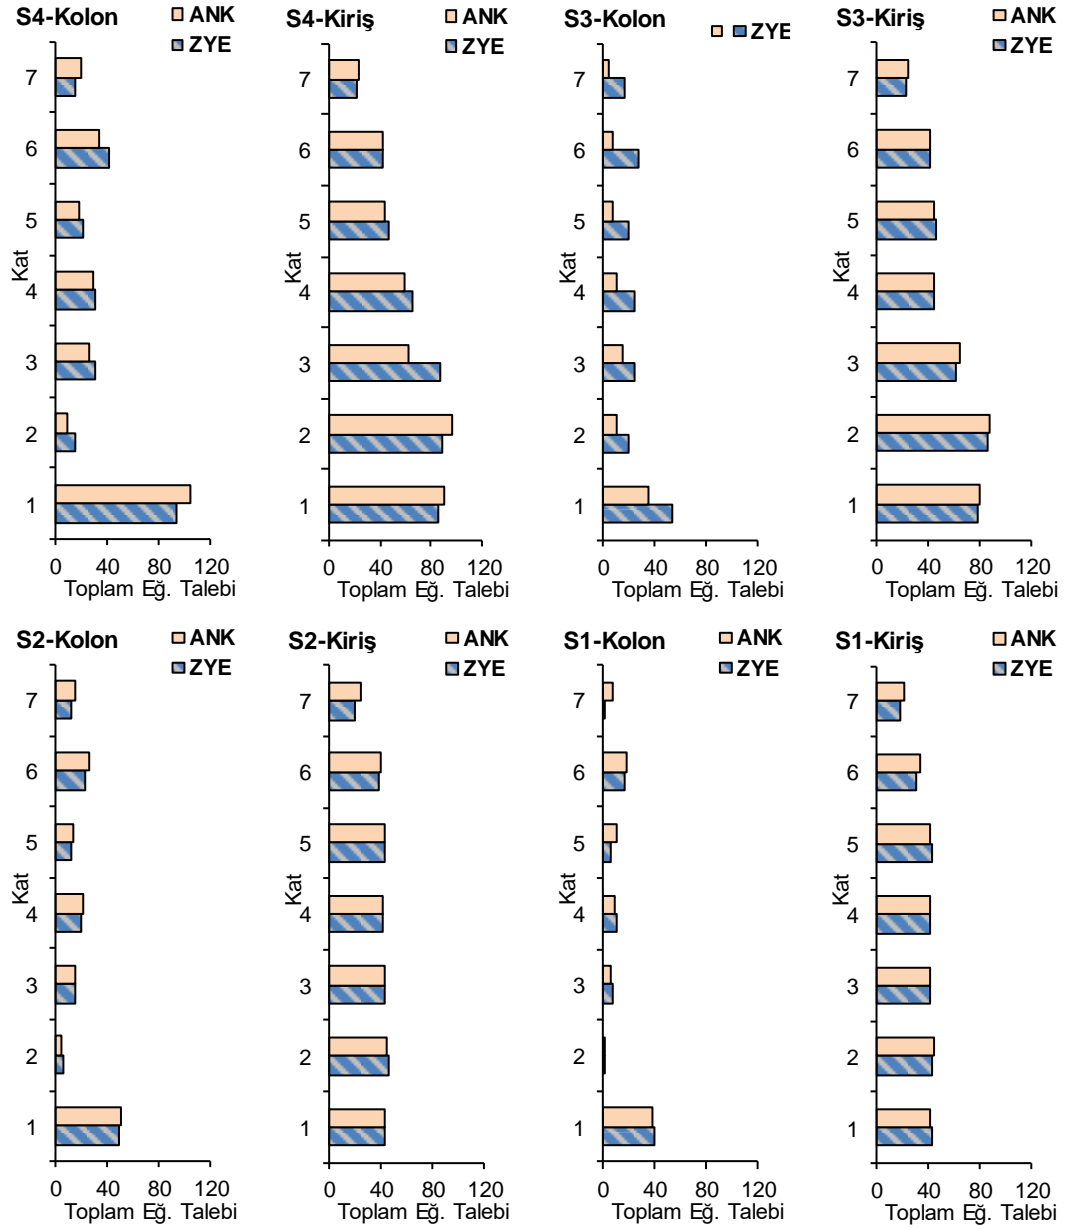 S4-Kolon
ANK
ZYE
7
6
5
4
3
2
1
Kat
0 40 80 120
Toplam Eğ. Talebi
S4-Kiriş
ANK
ZYE
7
6
5
4
3
2
1
Kat
0 40 80 120
Toplam Eğ. Talebi
S3-Kolon
ZYE
7
6
5
4
3
2
1
Kat
0 40 80 120
Toplam Eğ. Talebi
S3-Kiriş
ANK
ZYE
7
6
5
4
3
2
1
Kat
0 40 80 120
Toplam Eğ. Talebi
S2-Kolon
ANK
ZYE
7
6
5
4
3
2
1
Kat
0 40 80 120
Toplam Eğ. Talebi
S2-Kiriş
ANK
ZYE
7
6
5
4
3
2
1
Kat
0 40 80 120
Toplam Eğ. Talebi
S1-Kolon
ANK
ZYE
7
6
5
4
3
2
1
Kat
0 40 80 120
Toplam Eğ. Talebi
S1-Kiriş
ANK
ZYE
7
6
5
4
3
2
1
Kat
0 40 80 120
Toplam Eğ. Talebi